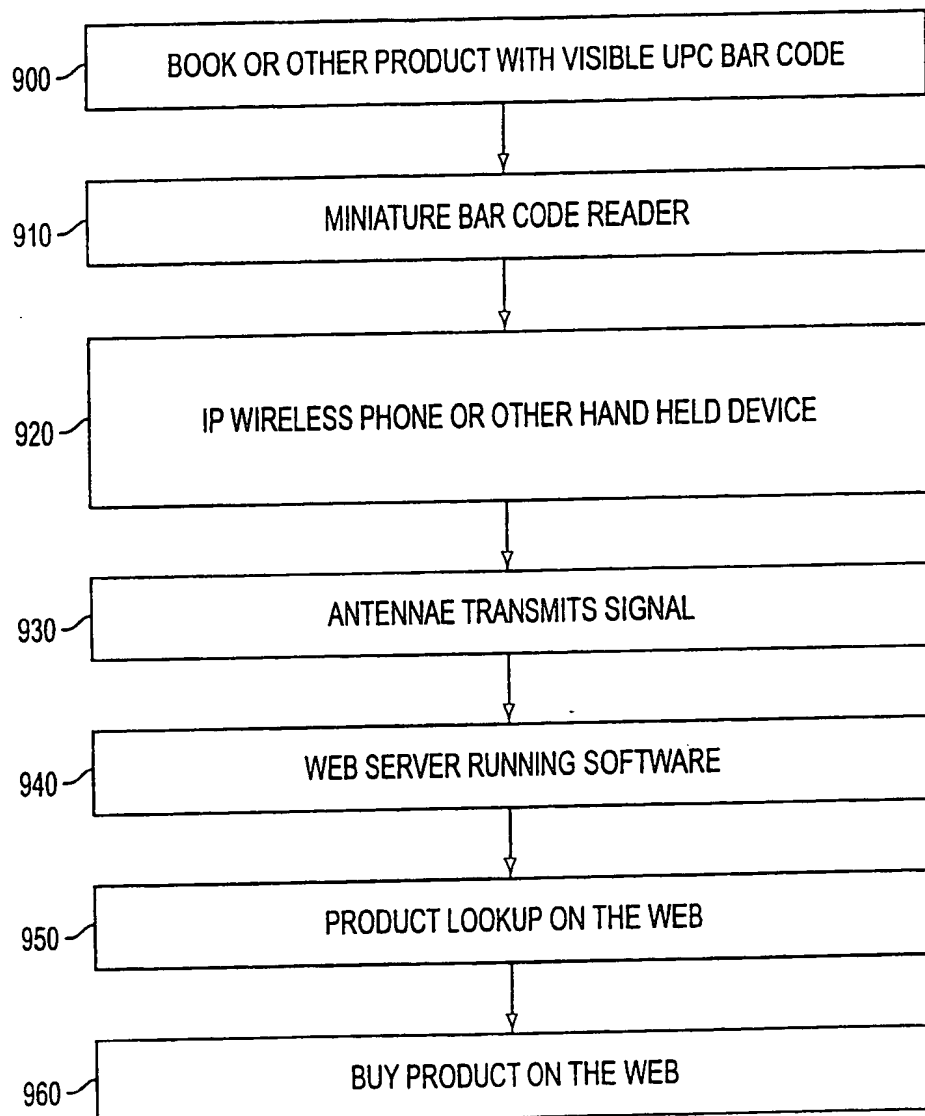 900 BOOK OR OTHER PRODUCT WITH VISIBLE UPC BAR CODE
910 MINIATURE BAR CODE READER
920 IP WIRELESS PHONE OR OTHER HAND HELD DEVICE
930 ANTENNAE TRANSMITS SIGNAL
940 WEB SERVER RUNNING SOFTWARE
950 PRODUCT LOOKUP ON THE WEB
960 BUY PRODUCT ON THE WEB